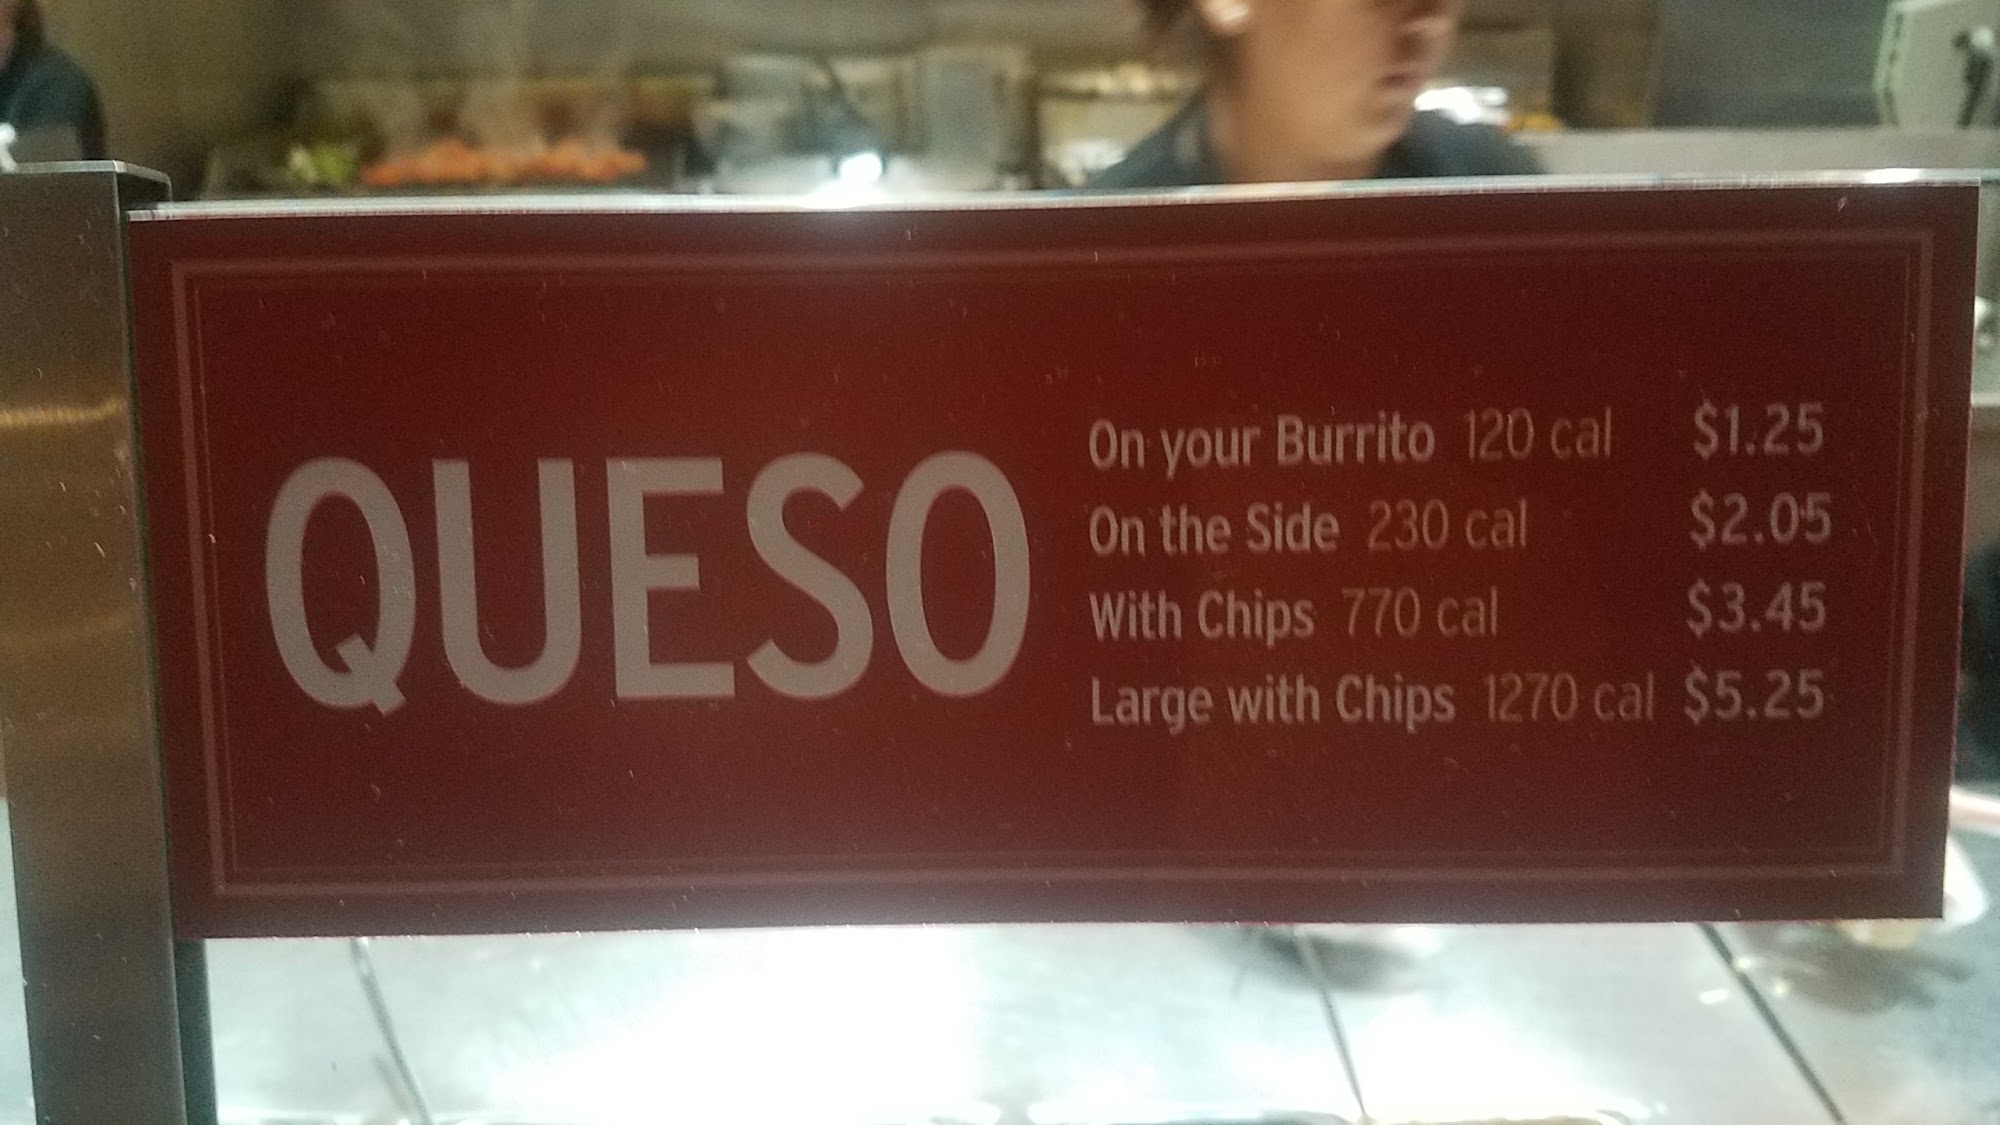 QUESO
On your Burrito 120 cal $1.25
On the Side 230 cal $2.05
With Chips 770 cal $3.45
Large with Chips 1270 cal $5.25